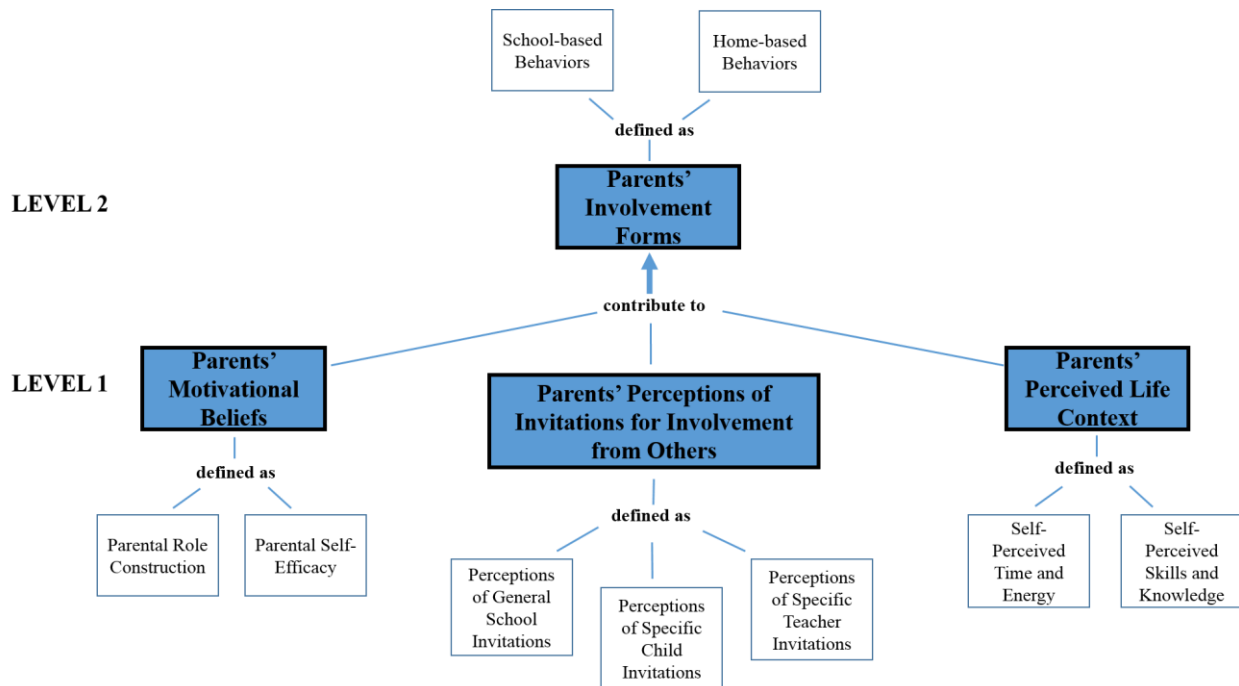 School-based
Behaviors
Home-based
Behaviors
defined as
LEVEL 2
Parents’
Involvement
Forms
contribute to
LEVEL 1
Parents’
Motivational
Beliefs
Parents’ Perceptions of
Invitations for Involvement
from Others
Parents’
Perceived Life
Context
defined as
defined as
defined as
Parental Role
Construction
Parental Self-
Efficacy
Perceptions
of General
School
Invitations
Perceptions
of Specific
Child
Invitations
Perceptions
of Specific
Teacher
Invitations
Self-
Perceived
Time and
Energy
Self-
Perceived
Skills and
Knowledge